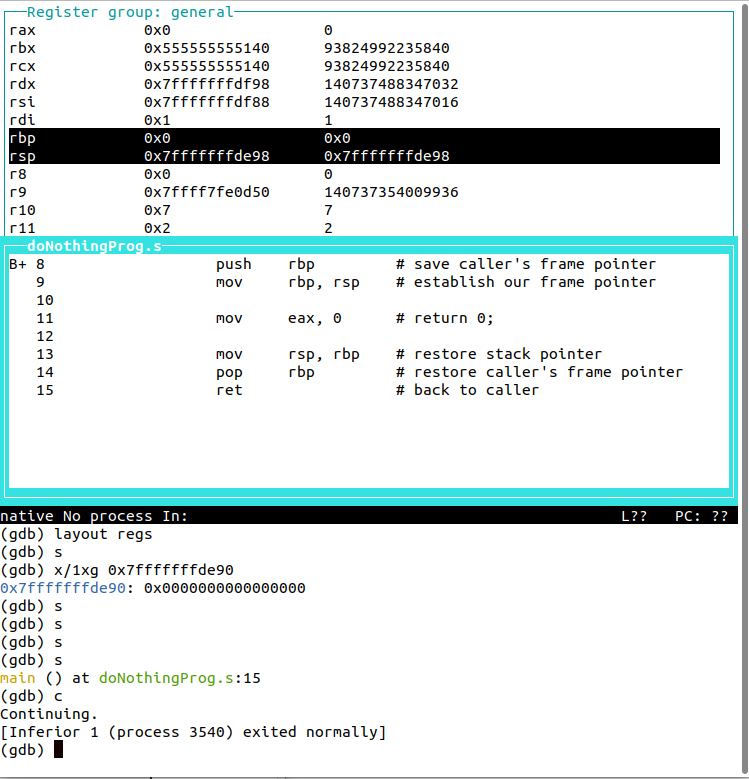 Register group: general
rax 0x0 0
rbx 0x555555555140 93824992235840
rcx 0x555555555140 93824992235840
rdx 0x7fffffffdf98 140737488347032
rsi 0x7fffffffdf88 140737488347016
rdi 0x1 1
rbp 0x0 0x0
rsp 0x7fffffffde98 0x7fffffffde98
r8 0x0 0
r9 0x7ffff7fe0d50 140737354009936
r10 0x7 7
r11 0x2 2
doNothingProg.s
B+ 8 push rbp # save caller's frame pointer
9 mov rbp, rsp # establish our frame pointer
10
11 mov eax, 0 # return 0;
12
13 mov rsp, rbp # restore stack pointer
14 pop rbp # restore caller's frame pointer
15 ret # back to caller
native No process In: L?? PC: ??
(gdb) layout regs
(gdb) s
(gdb) x/1xg 0x7fffffffde90
0x7fffffffde90: 0x0000000000000000
(gdb) s
(gdb) s
(gdb) s
(gdb) s
main () at doNothingProg.s:15
(gdb) c
Continuing.
[Inferior 1 (process 3540) exited normally]
(gdb)